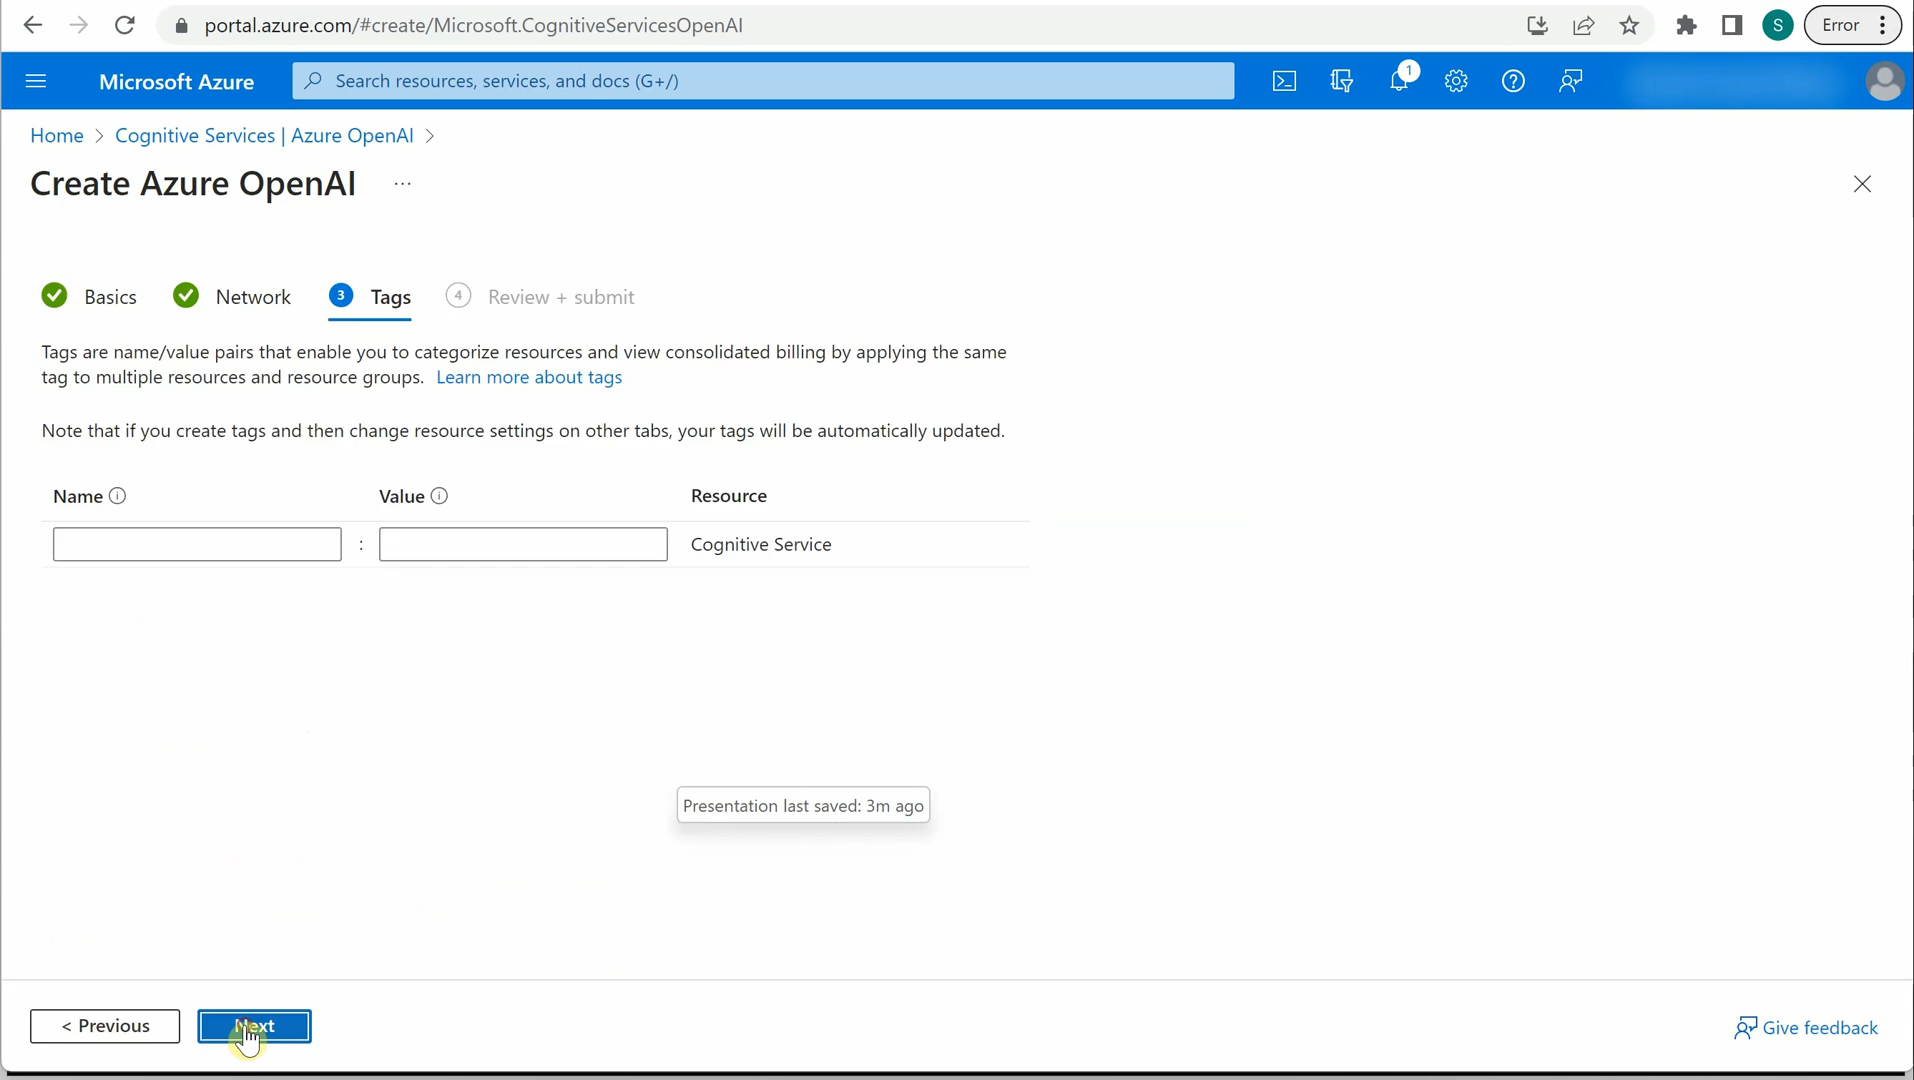 portal.azure.com/#create/Microsoft.CognitiveServicesOpenAI
S
Error
Microsoft Azure
Search resources, services, and docs (G+/)
1
Home > Cognitive Services | Azure OpenAI >
Create Azure OpenAI ...
Basics
Network
3 Tags
4 Review + submit
Tags are name/value pairs that enable you to categorize resources and view consolidated billing by applying the same
tag to multiple resources and resource groups. Learn more about tags
Note that if you create tags and then change resource settings on other tabs, your tags will be automatically updated.
Name
Value
Resource
:
Cognitive Service
Presentation last saved: 3m ago
< Previous
Next
Give feedback